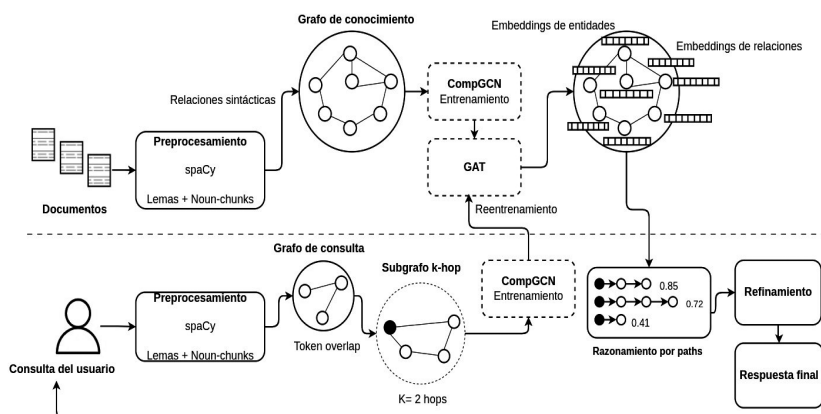 Grafo de conocimiento
Embeddings de entidades
Embeddings de relaciones
Relaciones sintácticas
CompGCN
Entrenamiento
Preprocesamiento
spaCy
Lemas + Noun-chunks
GAT
Documentos
Reentrenamiento
Grafo de consulta
Subgrafo k-hop
CompGCN
Entrenamiento
Preprocesamiento
spaCy
Lemas + Noun-chunks
Token overlap
K= 2 hops
Consulta del usuario
0.85
0.72
0.41
Razonamiento por paths
Refinamiento
Respuesta final